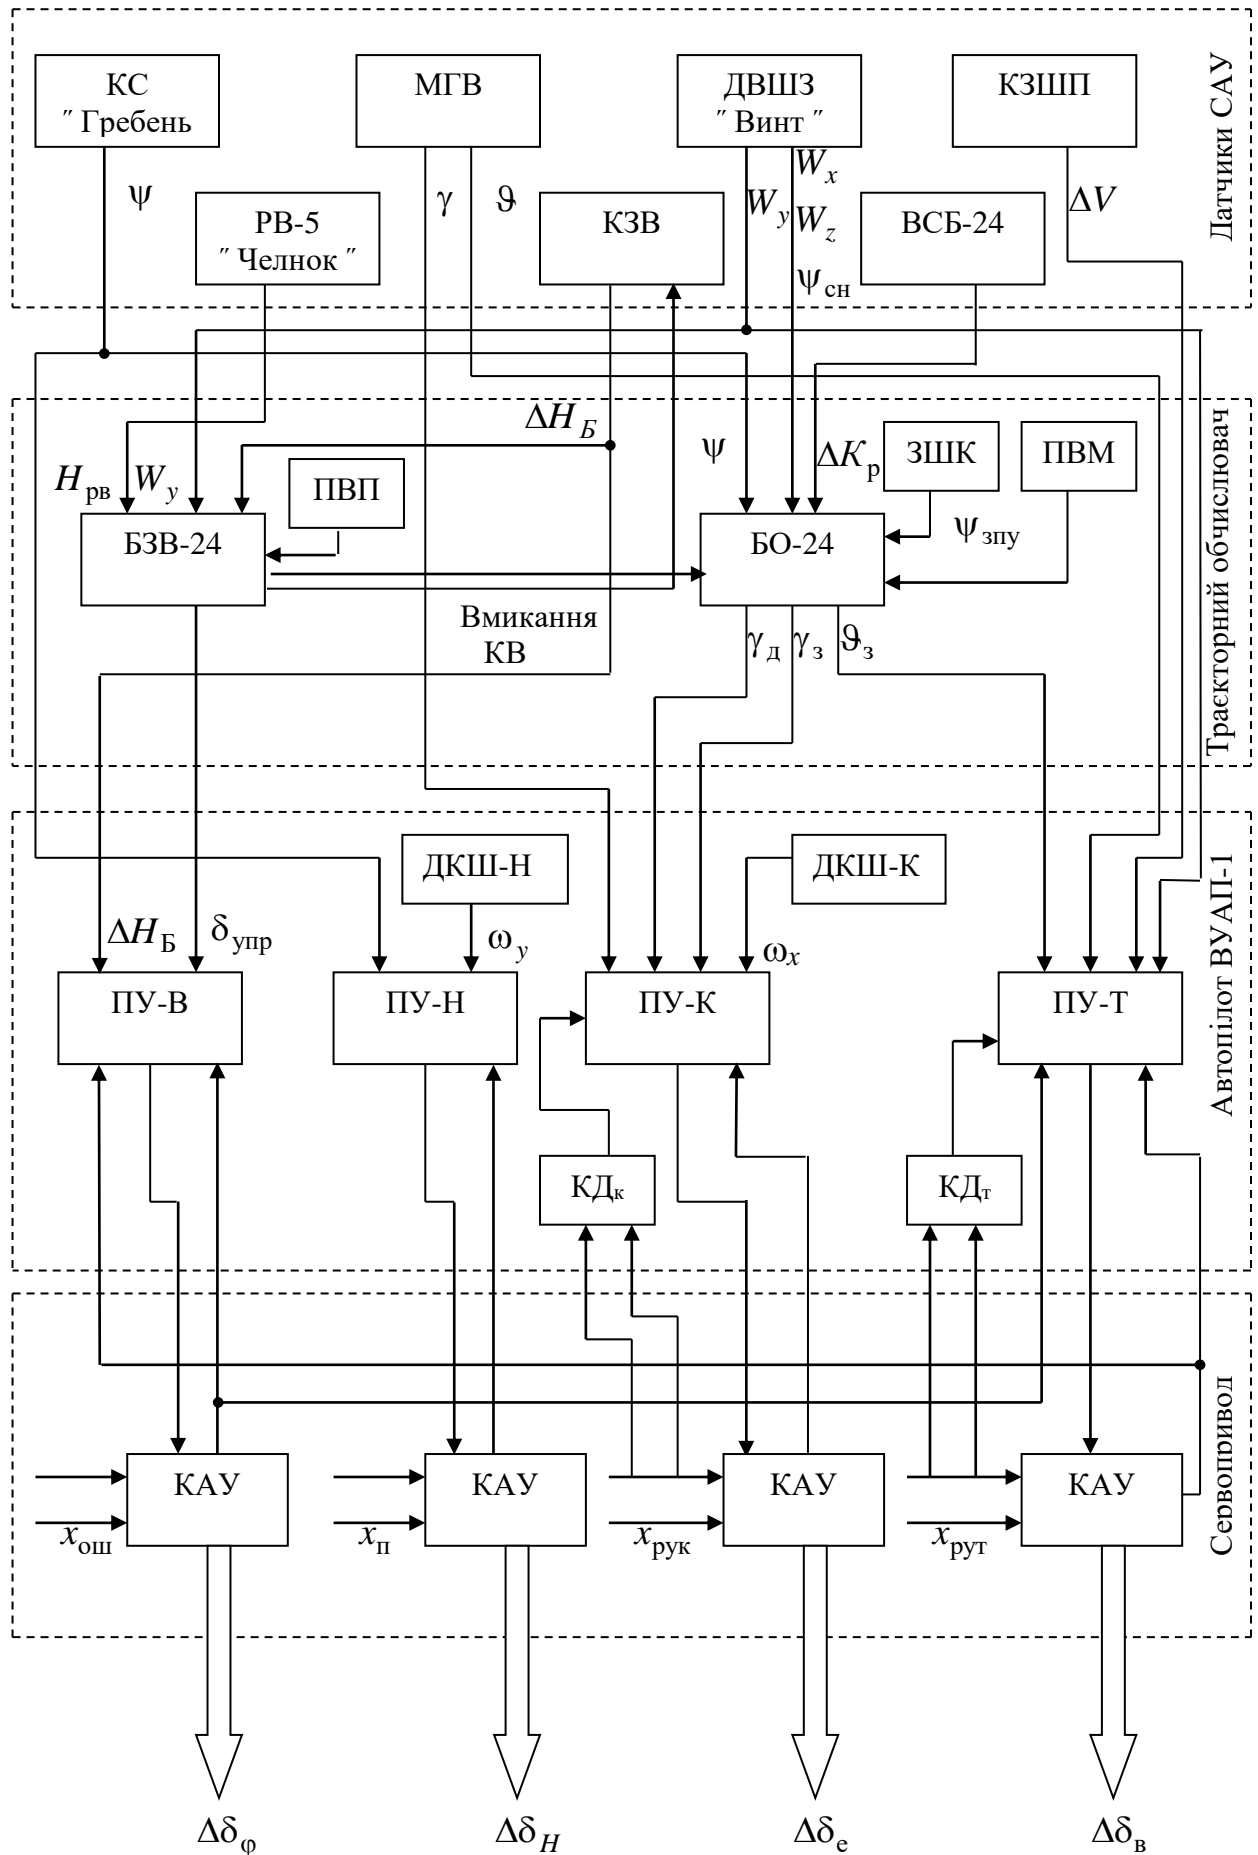 КС
″ Гребень
МГВ
ДВШЗ
″ Винт ″
КЗШП
Датчики САУ
ψ
γ
ϑ
W_x
W_y
W_z
ΔV
РВ-5
″ Челнок ″
КЗВ
ВСБ-24
ψ_сн
ΔH_Б
H_рв
W_y
ПВП
ψ
ΔK_р
ЗШК
ПВМ
БЗВ-24
БО-24
ψ_зпу
Вмикання
КВ
γ_д
γ_з
ϑ_з
Траєкторний обчислювач
ДКШ-Н
ДКШ-К
ΔH_Б
δ_упр
ω_y
ω_x
ПУ-В
ПУ-Н
ПУ-К
ПУ-Т
Автопілот ВУАП-1
КД_к
КД_т
КАУ
КАУ
КАУ
КАУ
Сервопривод
x_ош
x_п
x_рук
x_рут
Δδ_φ
Δδ_H
Δδ_е
Δδ_в